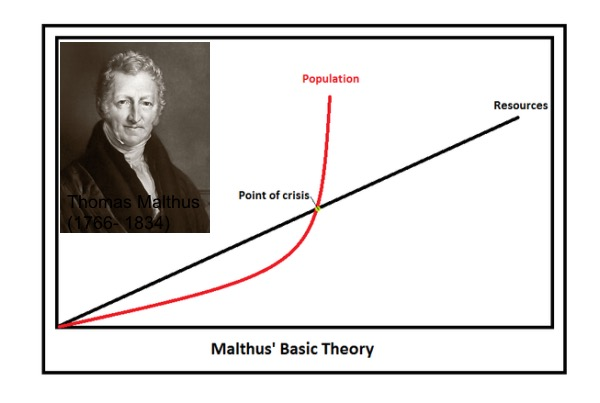 Population
Resources
Point of crisis
Thomas Malthus
(1766- 1834)
Malthus' Basic Theory